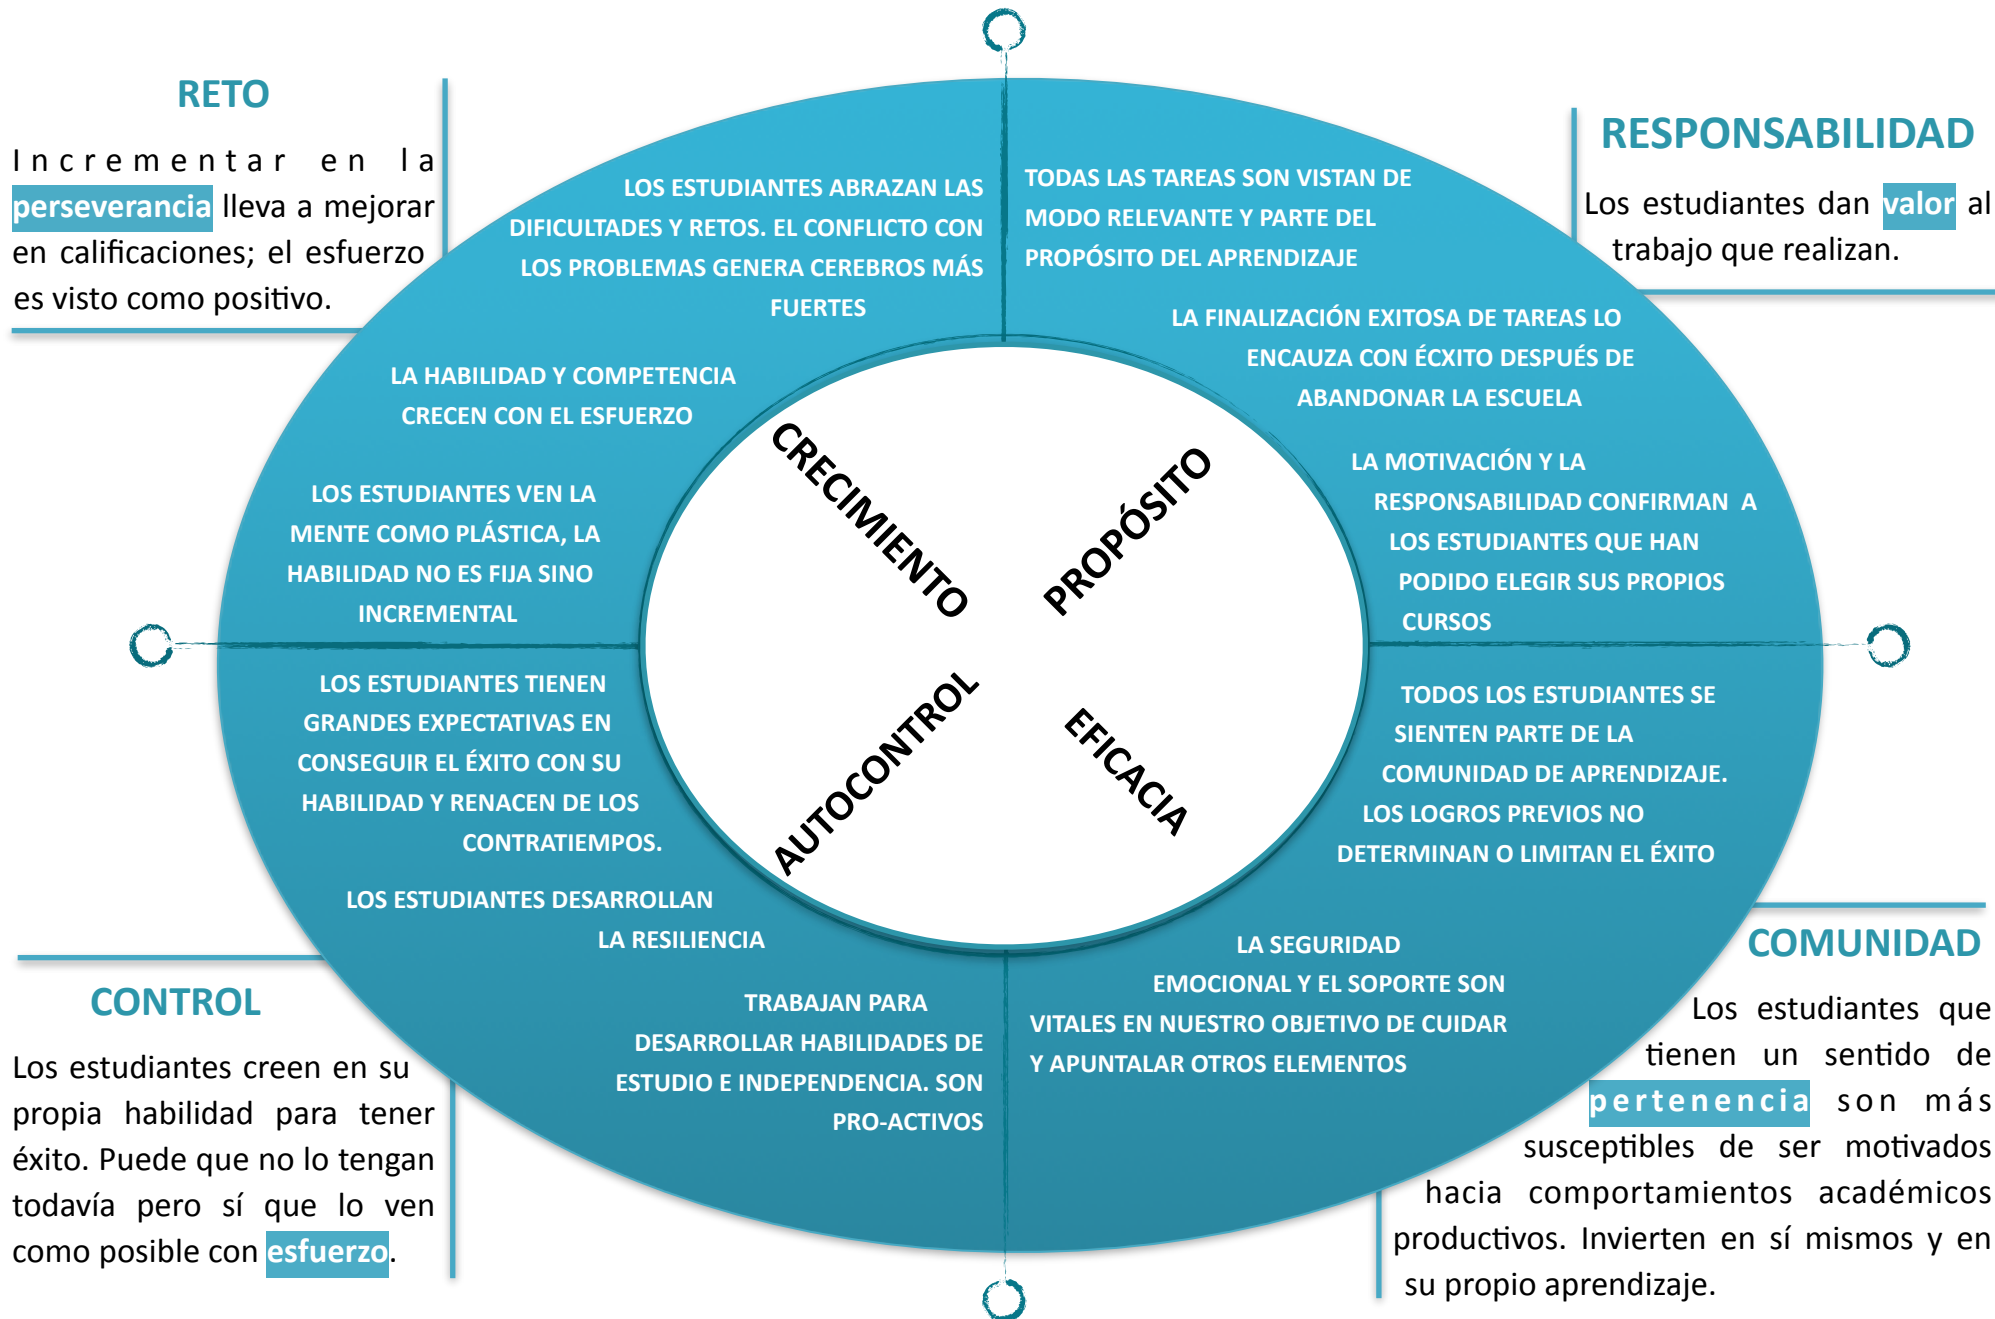 RETO
Incrementar en la
perseverancia lleva a mejorar
en calificaciones; el esfuerzo
es visto como positivo.
LOS ESTUDIANTES ABRAZAN LAS
DIFICULTADES Y RETOS. EL CONFLICTO CON
LOS PROBLEMAS GENERA CEREBROS MÁS
FUERTES
LA HABILIDAD Y COMPETENCIA
CRECEN CON EL ESFUERZO
LOS ESTUDIANTES VEN LA
MENTE COMO PLÁSTICA, LA
HABILIDAD NO ES FIJA SINO
INCREMENTAL
RESPONSABILIDAD
Los estudiantes dan valor al
trabajo que realizan.
TODAS LAS TAREAS SON VISTAN DE
MODO RELEVANTE Y PARTE DEL
PROPÓSITO DEL APRENDIZAJE
LA FINALIZACIÓN EXITOSA DE TAREAS LO
ENCAUZA CON ÉCXITO DESPUÉS DE
ABANDONAR LA ESCUELA
LA MOTIVACIÓN Y LA
RESPONSABILIDAD CONFIRMAN A
LOS ESTUDIANTES QUE HAN
PODIDO ELEGIR SUS PROPIOS
CURSOS
CRECIMIENTO
PROPÓSITO
AUTOCONTROL
EFICACIA
LOS ESTUDIANTES TIENEN
GRANDES EXPECTATIVAS EN
CONSEGUIR EL ÉXITO CON SU
HABILIDAD Y RENACEN DE LOS
CONTRATIEMPOS.
LOS ESTUDIANTES DESARROLLAN
LA RESILIENCIA
TRABAJAN PARA
DESARROLLAR HABILIDADES DE
ESTUDIO E INDEPENDENCIA. SON
PRO-ACTIVOS
CONTROL
Los estudiantes creen en su
propia habilidad para tener
éxito. Puede que no lo tengan
todavía pero sí que lo ven
como posible con esfuerzo.
TODOS LOS ESTUDIANTES SE
SIENTEN PARTE DE LA
COMUNIDAD DE APRENDIZAJE.
LOS LOGROS PREVIOS NO
DETERMINAN O LIMITAN EL ÉXITO
LA SEGURIDAD
EMOCIONAL Y EL SOPORTE SON
VITALES EN NUESTRO OBJETIVO DE CUIDAR
Y APUNTALAR OTROS ELEMENTOS
COMUNIDAD
Los estudiantes que
tienen un sentido de
pertenencia son más
susceptibles de ser motivados
hacia comportamientos académicos
productivos. Invierten en sí mismos y en
su propio aprendizaje.